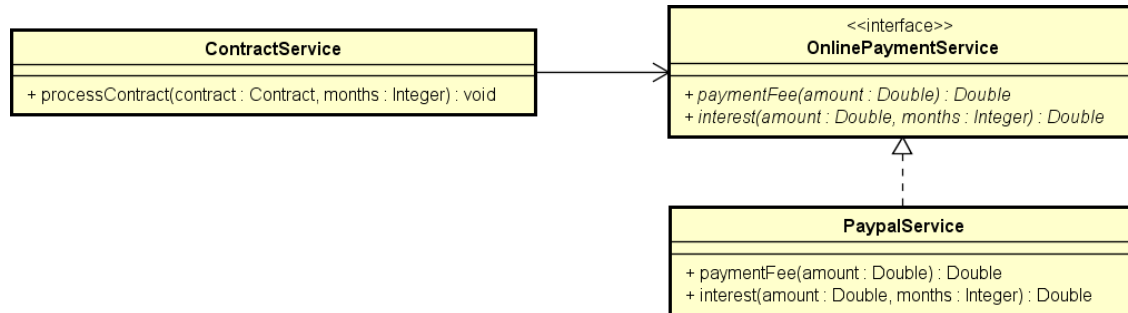 ContractService
+ processContract(contract : Contract, months : Integer) : void
<<interface>>
OnlinePaymentService
+ paymentFee(amount : Double) : Double
+ interest(amount : Double, months : Integer) : Double
PaypalService
+ paymentFee(amount : Double) : Double
+ interest(amount : Double, months : Integer) : Double